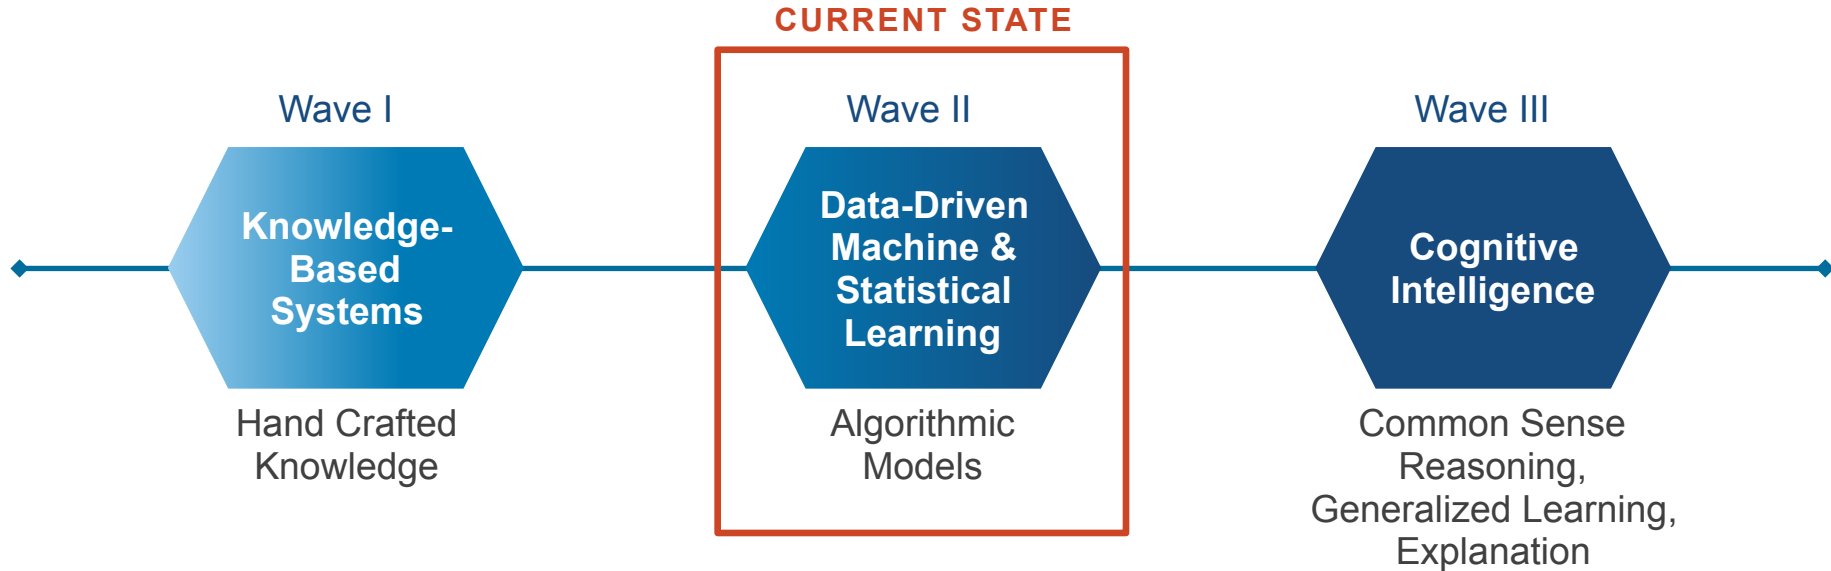 CURRENT STATE
Wave I
Knowledge-
Based
Systems
Hand Crafted
Knowledge
Wave II
Data-Driven
Machine &
Statistical
Learning
Algorithmic
Models
Wave III
Cognitive
Intelligence
Common Sense
Reasoning,
Generalized Learning,
Explanation